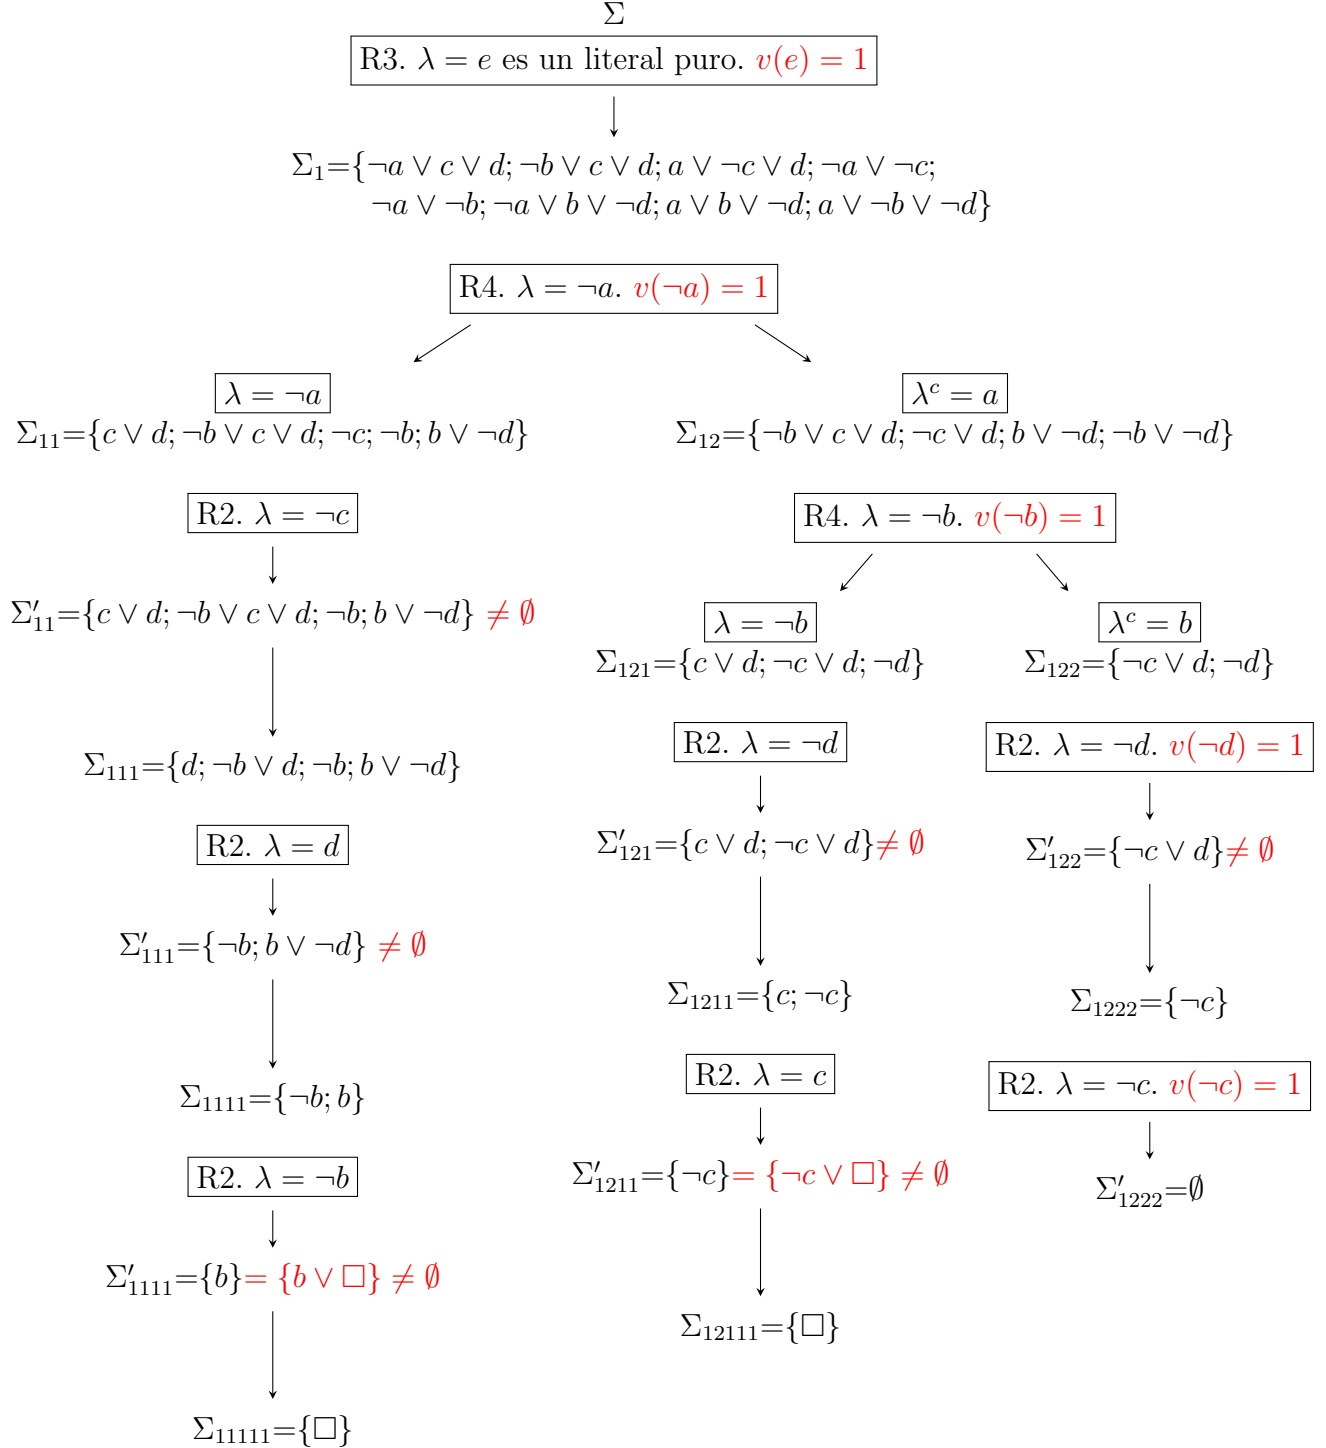 Σ
R3. λ = e es un literal puro. v(e) = 1
Σ₁={¬a ∨ c ∨ d; ¬b ∨ c ∨ d; a ∨ ¬c ∨ d; ¬a ∨ ¬c;
¬a ∨ ¬b; ¬a ∨ b ∨ ¬d; a ∨ b ∨ ¬d; a ∨ ¬b ∨ ¬d}
R4. λ = ¬a. v(¬a) = 1
λ = ¬a
Σ₁₁={c ∨ d; ¬b ∨ c ∨ d; ¬c; ¬b; b ∨ ¬d}
R2. λ = ¬c
Σ′₁₁={c ∨ d; ¬b ∨ c ∨ d; ¬b; b ∨ ¬d} ≠ ∅
Σ₁₁₁={d; ¬b ∨ d; ¬b; b ∨ ¬d}
R2. λ = d
Σ′₁₁₁={¬b; b ∨ ¬d} ≠ ∅
Σ₁₁₁₁={¬b; b}
R2. λ = ¬b
Σ′₁₁₁₁={b}= {b ∨ □} ≠ ∅
Σ₁₁₁₁₁={□}
λᶜ = a
Σ₁₂={¬b ∨ c ∨ d; ¬c ∨ d; b ∨ ¬d; ¬b ∨ ¬d}
R4. λ = ¬b. v(¬b) = 1
λ = ¬b
Σ₁₂₁={c ∨ d; ¬c ∨ d; ¬d}
R2. λ = ¬d
Σ′₁₂₁={c ∨ d; ¬c ∨ d}≠ ∅
Σ₁₂₁₁={c; ¬c}
R2. λ = c
Σ′₁₂₁₁={¬c}= {¬c ∨ □} ≠ ∅
Σ₁₂₁₁₁={□}
λᶜ = b
Σ₁₂₂={¬c ∨ d; ¬d}
R2. λ = ¬d. v(¬d) = 1
Σ′₁₂₂={¬c ∨ d}≠ ∅
Σ₁₂₂₂={¬c}
R2. λ = ¬c. v(¬c) = 1
Σ′₁₂₂₂=∅